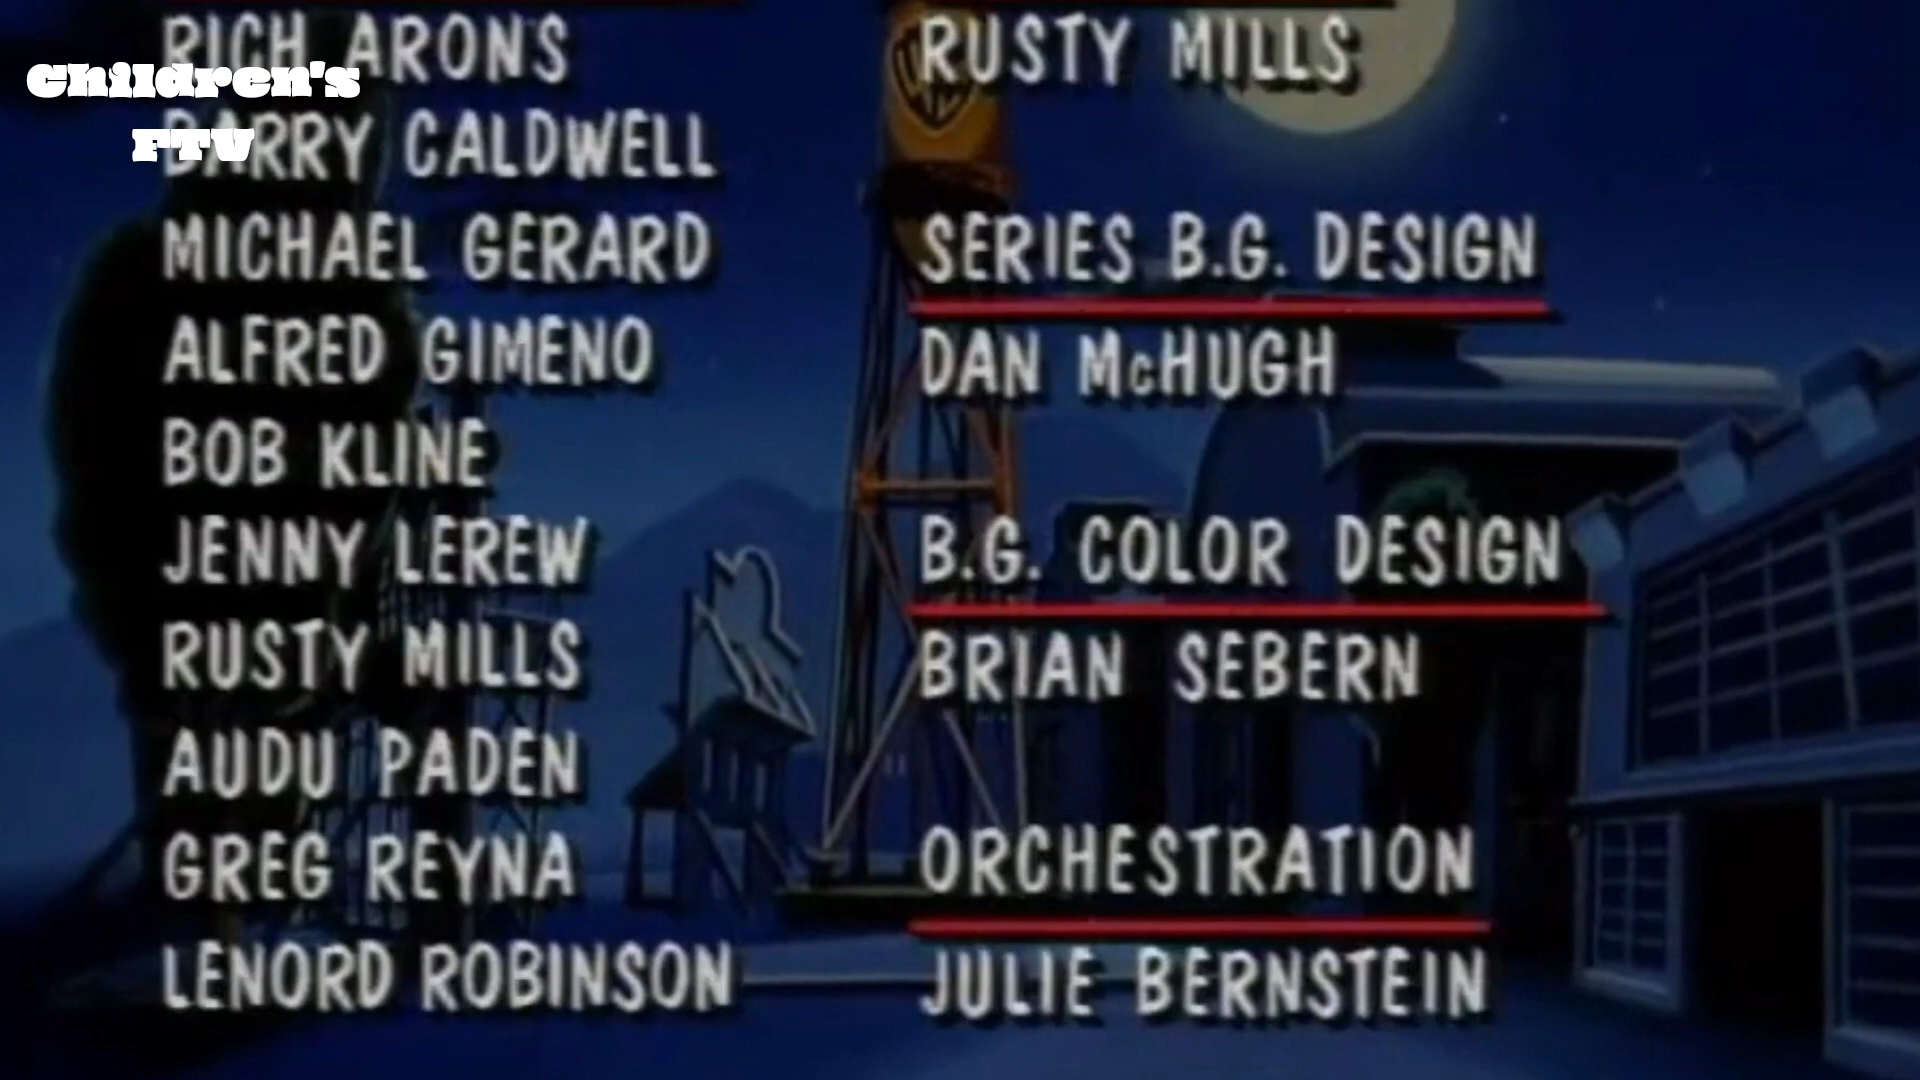 Children's
FTV
RICH ARONS
BARRY CALDWELL
MICHAEL GERARD
ALFRED GIMENO
BOB KLINE
JENNY LEREW
RUSTY MILLS
AUDU PADEN
GREG REYNA
LENORD ROBINSON
WB
RUSTY MILLS
SERIES B.G. DESIGN
DAN McHUGH
B.G. COLOR DESIGN
BRIAN SEBERN
ORCHESTRATION
JULIE BERNSTEIN